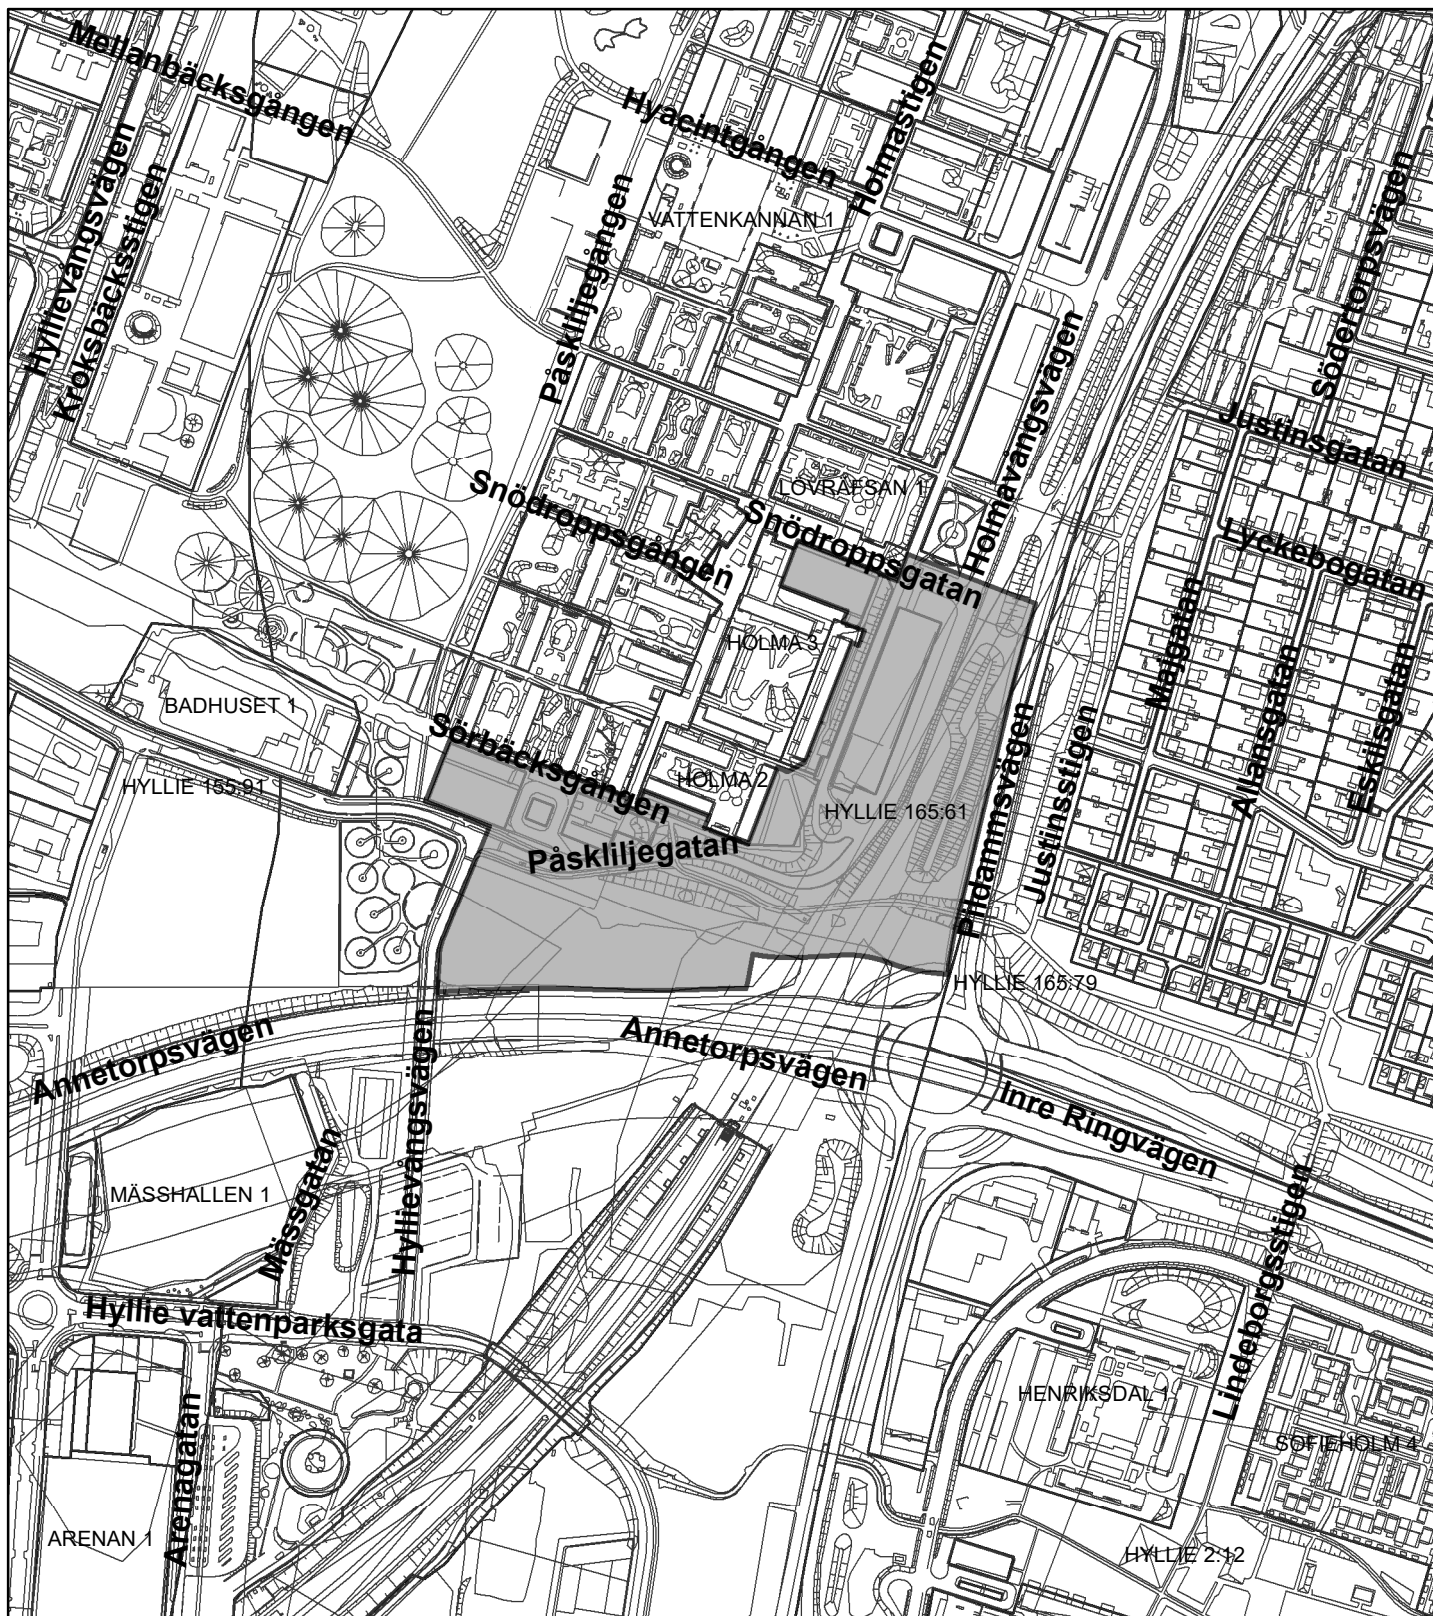 Mellanbäcksgången
Hyllievångsvägen
Kroksbäcksstigen
Hyacintgången
Holmastigen
VATTENKANNAN 1
Påskliljegången
Södertorpsvägen
Justinsgatan
Holmavångsvägen
LÖVRÄFSAN 1
Snödroppsgången
Snödroppsgatan
Lyckebogatan
Majgatan
Allansgatan
Eskilsgatan
HOLMA 3
BADHUSET 1
Sörbäcksgången
HOLMA 2
HYLLIE 155:91
HYLLIE 165:61
Påskliljegatan
Pildammsvägen
Justinsstigen
HYLLIE 165:79
Annetorpsvägen
Annetorpsvägen
Inre Ringvägen
Hyllievångsvägen
Mässgatan
MÄSSHALLEN 1
Lindeborgsstigen
Hyllie vattenparksgata
HENRIKSDAL 1
SOFIEHOLM 4
Arenagatan
ARENAN 1
HYLLIE 2:12